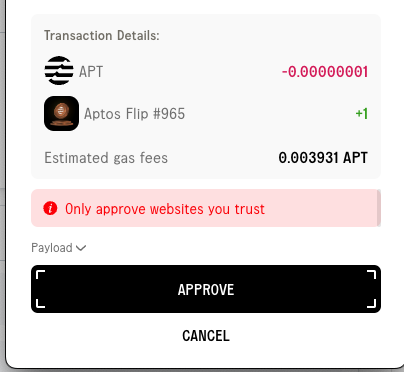 Transaction Details:
APT -0.00000001
Aptos Flip #965 +1
Estimated gas fees 0.003931 APT
Only approve websites you trust
Payload
APPROVE
CANCEL